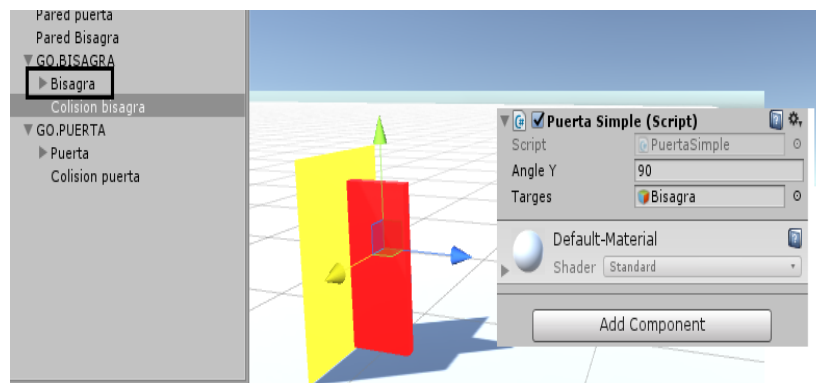 Pared puerta
Pared Bisagra
GO.BISAGRA
Bisagra
Colision bisagra
GO.PUERTA
Puerta
Colision puerta
Puerta Simple (Script)
Script PuertaSimple
Angle Y 90
Targes Bisagra
Default-Material
Shader Standard
Add Component